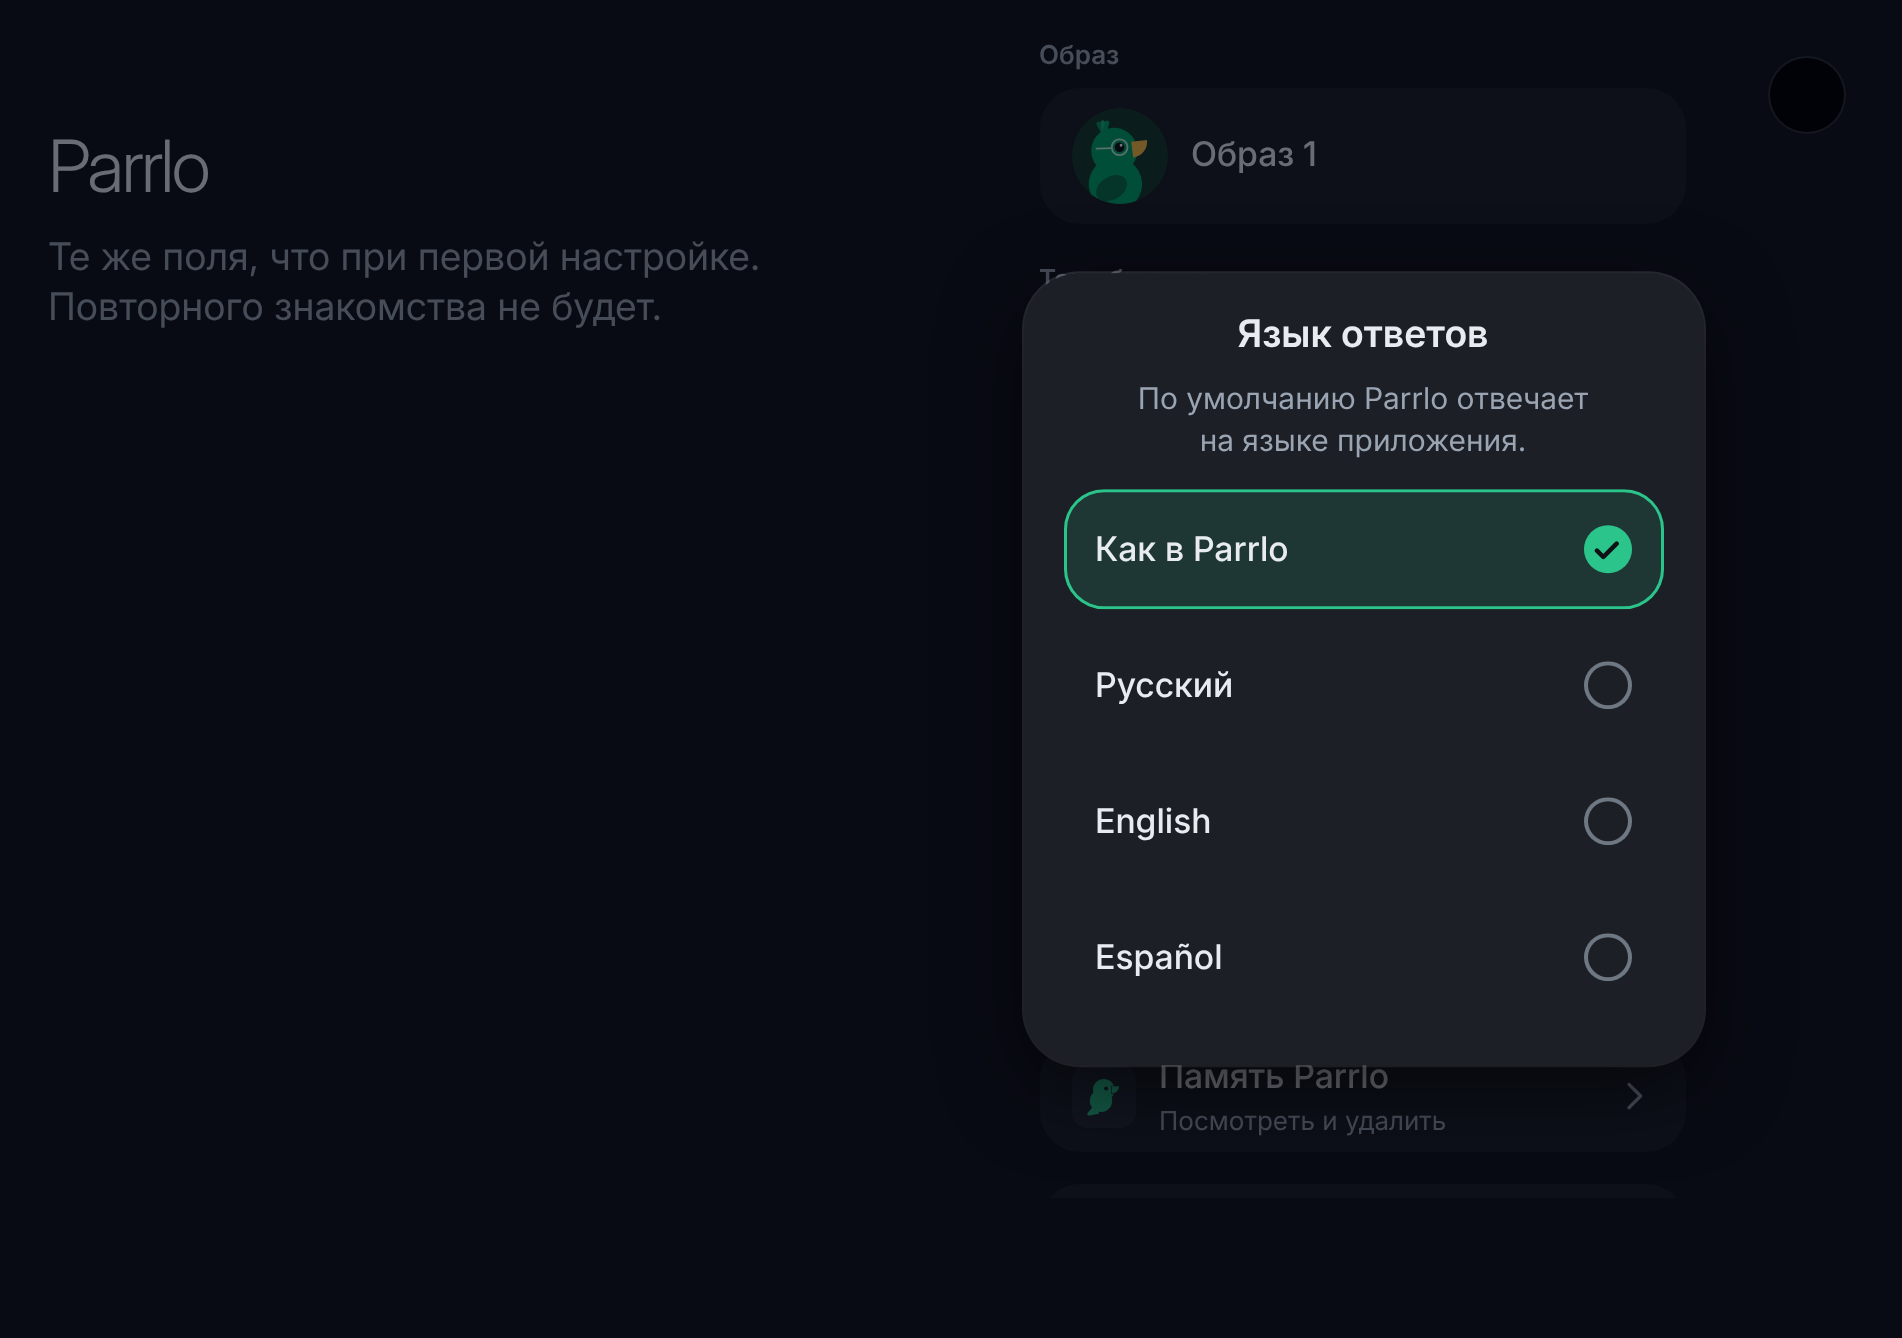 Parrlo
Те же поля, что при первой настройке.
Повторного знакомства не будет.
Образ
Образ 1
Язык ответов
По умолчанию Parrlo отвечает
на языке приложения.
Как в Parrlo
Русский
English
Español
Память Parrlo
Посмотреть и удалить